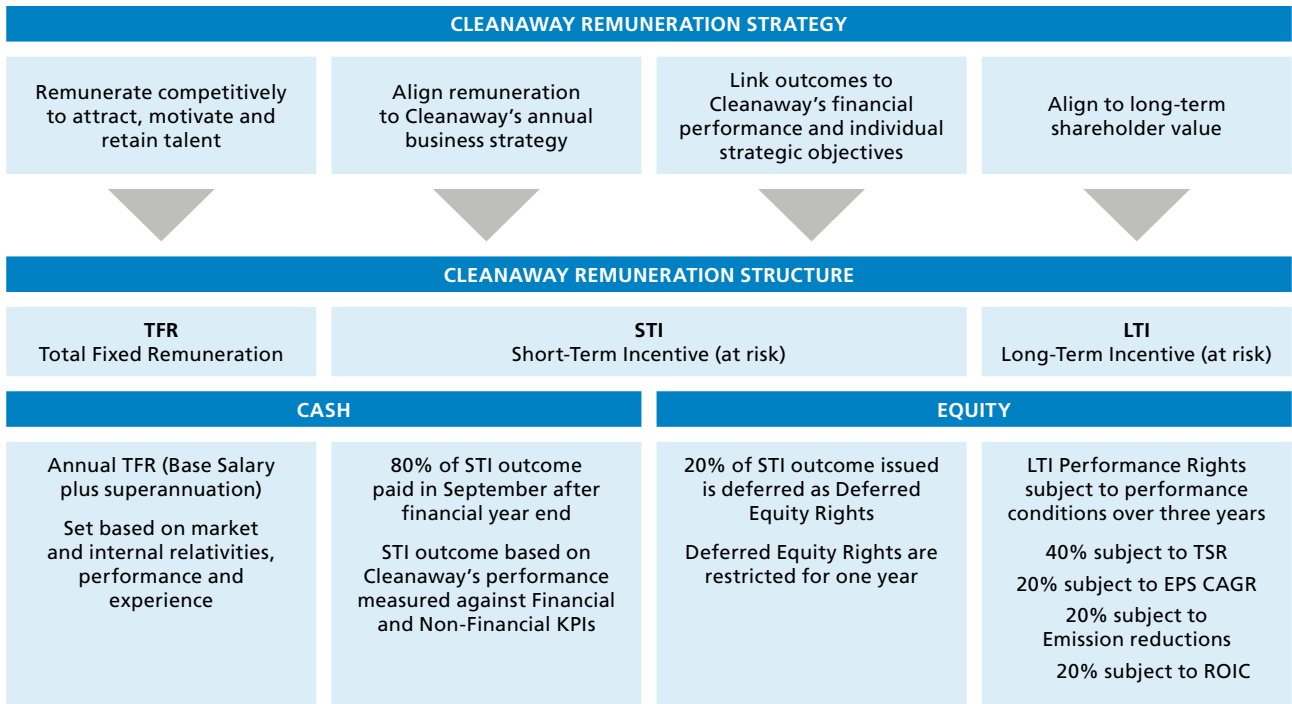 CLEANAWAY REMUNERATION STRATEGY
Remunerate competitively
to attract, motivate and
retain talent
Align remuneration
to Cleanaway’s annual
business strategy
Link outcomes to
Cleanaway’s financial
performance and individual
strategic objectives
Align to long-term
shareholder value
CLEANAWAY REMUNERATION STRUCTURE
TFR
Total Fixed Remuneration
STI
Short-Term Incentive (at risk)
LTI
Long-Term Incentive (at risk)
CASH
EQUITY
Annual TFR (Base Salary
plus superannuation)
Set based on market
and internal relativities,
performance and
experience
80% of STI outcome
paid in September after
financial year end
STI outcome based on
Cleanaway’s performance
measured against Financial
and Non-Financial KPIs
20% of STI outcome issued
is deferred as Deferred
Equity Rights
Deferred Equity Rights are
restricted for one year
LTI Performance Rights
subject to performance
conditions over three years
40% subject to TSR
20% subject to EPS CAGR
20% subject to
Emission reductions
20% subject to ROIC